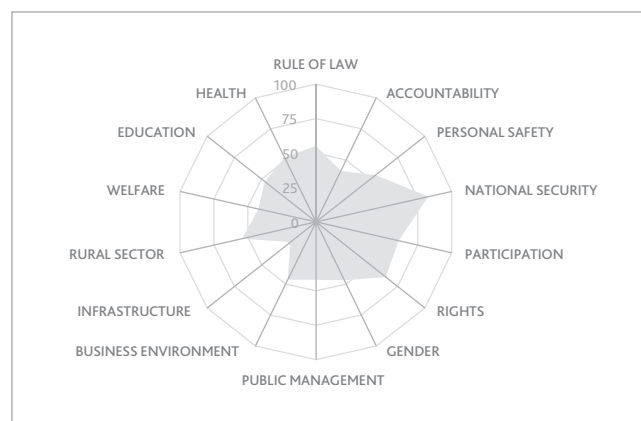 RULE OF LAW
100
HEALTH
ACCOUNTABILITY
75
EDUCATION
PERSONAL SAFETY
50
WELFARE
25
NATIONAL SECURITY
0
RURAL SECTOR
PARTICIPATION
INFRASTRUCTURE
RIGHTS
BUSINESS ENVIRONMENT
GENDER
PUBLIC MANAGEMENT